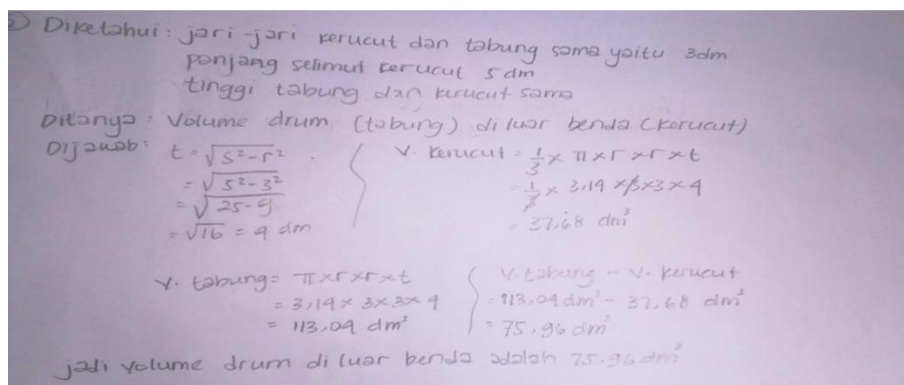 2) Diketahui : jari-jari kerucut dan tabung sama yaitu 3dm
panjang selimut kerucut 5 dm
tinggi tabung dan kerucut sama
Ditanya : Volume drum (tabung) di luar benda (kerucut)
Dijawab : t = √s²-r²
= √5²-3²
= √25-9
= √16 = 4 dm
V. kerucut = 1/3 × π × r × r × t
= 1/3 × 3,14 × 3 × 3 × 4
= 37,68 dm³
V. tabung = π × r × r × t
= 3,14 × 3 × 3 × 4
= 113,04 dm³
V. tabung - V. kerucut
= 113,04 dm³ - 37,68 dm³
= 75,36 dm³
jadi volume drum di luar benda adalah 75,36 dm³